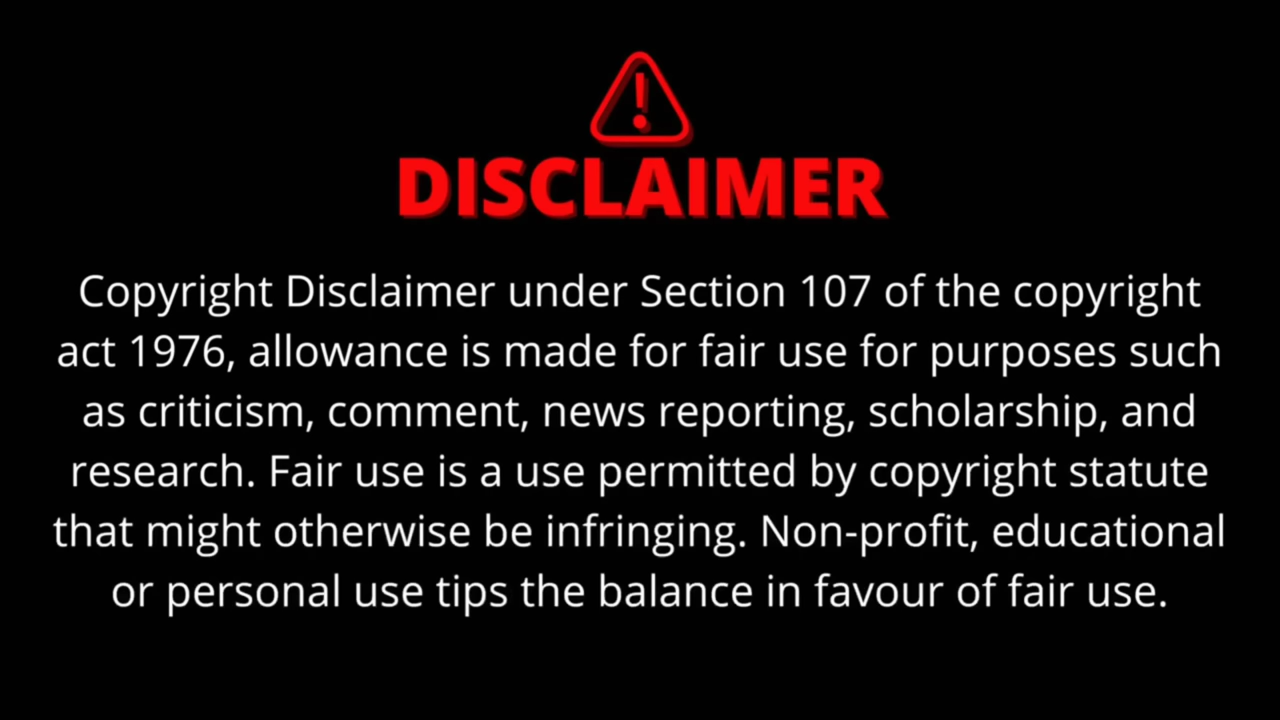 DISCLAIMER
Copyright Disclaimer under Section 107 of the copyright
act 1976, allowance is made for fair use for purposes such
as criticism, comment, news reporting, scholarship, and
research. Fair use is a use permitted by copyright statute
that might otherwise be infringing. Non-profit, educational
or personal use tips the balance in favour of fair use.